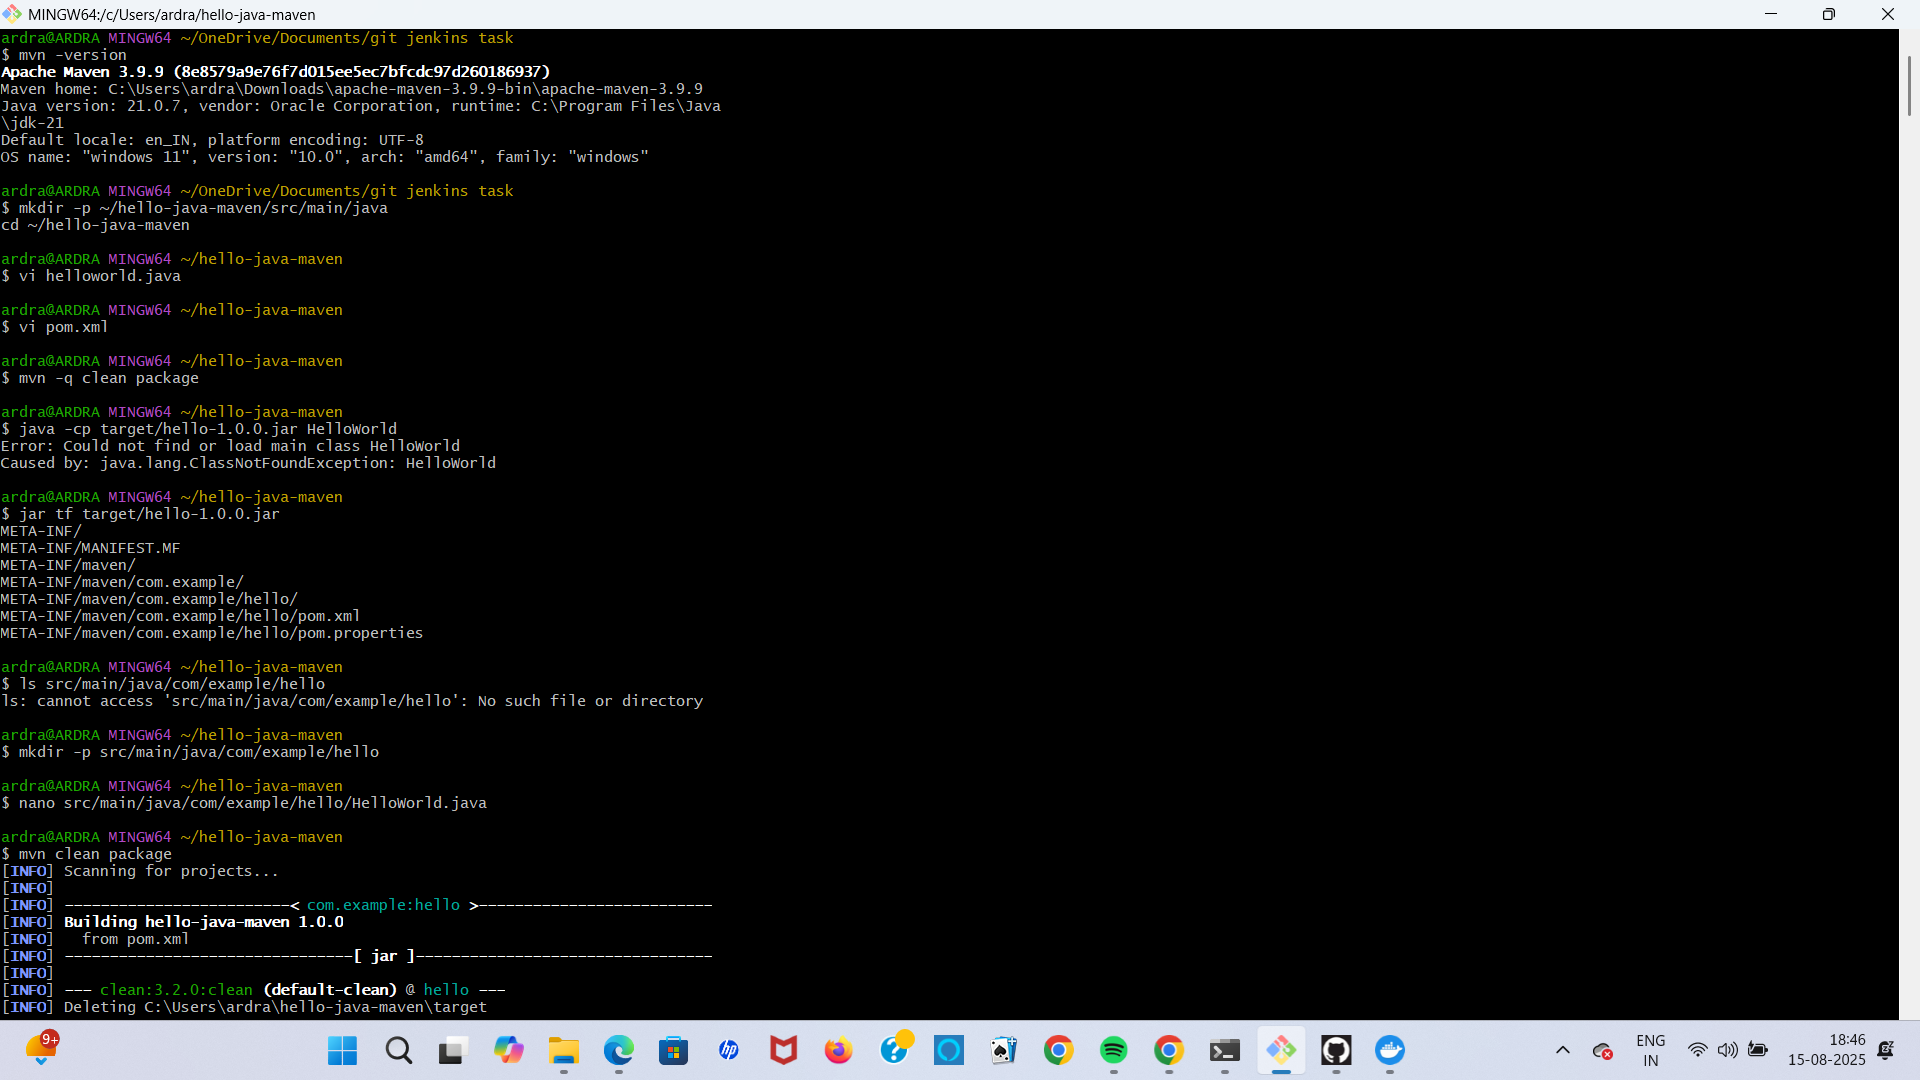 MINGW64:/c/Users/ardra/hello-java-maven
ardra@ARDRA MINGW64 ~/OneDrive/Documents/git jenkins task
$ mvn -version
Apache Maven 3.9.9 (8e8579a9e76f7d015ee5ec7bfcdc97d260186937)
Maven home: C:\Users\ardra\Downloads\apache-maven-3.9.9-bin\apache-maven-3.9.9
Java version: 21.0.7, vendor: Oracle Corporation, runtime: C:\Program Files\Java
\jdk-21
Default locale: en_IN, platform encoding: UTF-8
OS name: "windows 11", version: "10.0", arch: "amd64", family: "windows"
ardra@ARDRA MINGW64 ~/OneDrive/Documents/git jenkins task
$ mkdir -p ~/hello-java-maven/src/main/java
cd ~/hello-java-maven
ardra@ARDRA MINGW64 ~/hello-java-maven
$ vi helloworld.java
ardra@ARDRA MINGW64 ~/hello-java-maven
$ vi pom.xml
ardra@ARDRA MINGW64 ~/hello-java-maven
$ mvn -q clean package
ardra@ARDRA MINGW64 ~/hello-java-maven
$ java -cp target/hello-1.0.0.jar HelloWorld
Error: Could not find or load main class HelloWorld
Caused by: java.lang.ClassNotFoundException: HelloWorld
ardra@ARDRA MINGW64 ~/hello-java-maven
$ jar tf target/hello-1.0.0.jar
META-INF/
META-INF/MANIFEST.MF
META-INF/maven/
META-INF/maven/com.example/
META-INF/maven/com.example/hello/
META-INF/maven/com.example/hello/pom.xml
META-INF/maven/com.example/hello/pom.properties
ardra@ARDRA MINGW64 ~/hello-java-maven
$ ls src/main/java/com/example/hello
ls: cannot access 'src/main/java/com/example/hello': No such file or directory
ardra@ARDRA MINGW64 ~/hello-java-maven
$ mkdir -p src/main/java/com/example/hello
ardra@ARDRA MINGW64 ~/hello-java-maven
$ nano src/main/java/com/example/hello/HelloWorld.java
ardra@ARDRA MINGW64 ~/hello-java-maven
$ mvn clean package
[INFO] Scanning for projects...
[INFO]
[INFO] -------------------------< com.example:hello >--------------------------
[INFO] Building hello-java-maven 1.0.0
[INFO]   from pom.xml
[INFO] --------------------------------[ jar ]---------------------------------
[INFO]
[INFO] --- clean:3.2.0:clean (default-clean) @ hello ---
[INFO] Deleting C:\Users\ardra\hello-java-maven\target
9+
hp
ENG
IN
18:46
15-08-2025